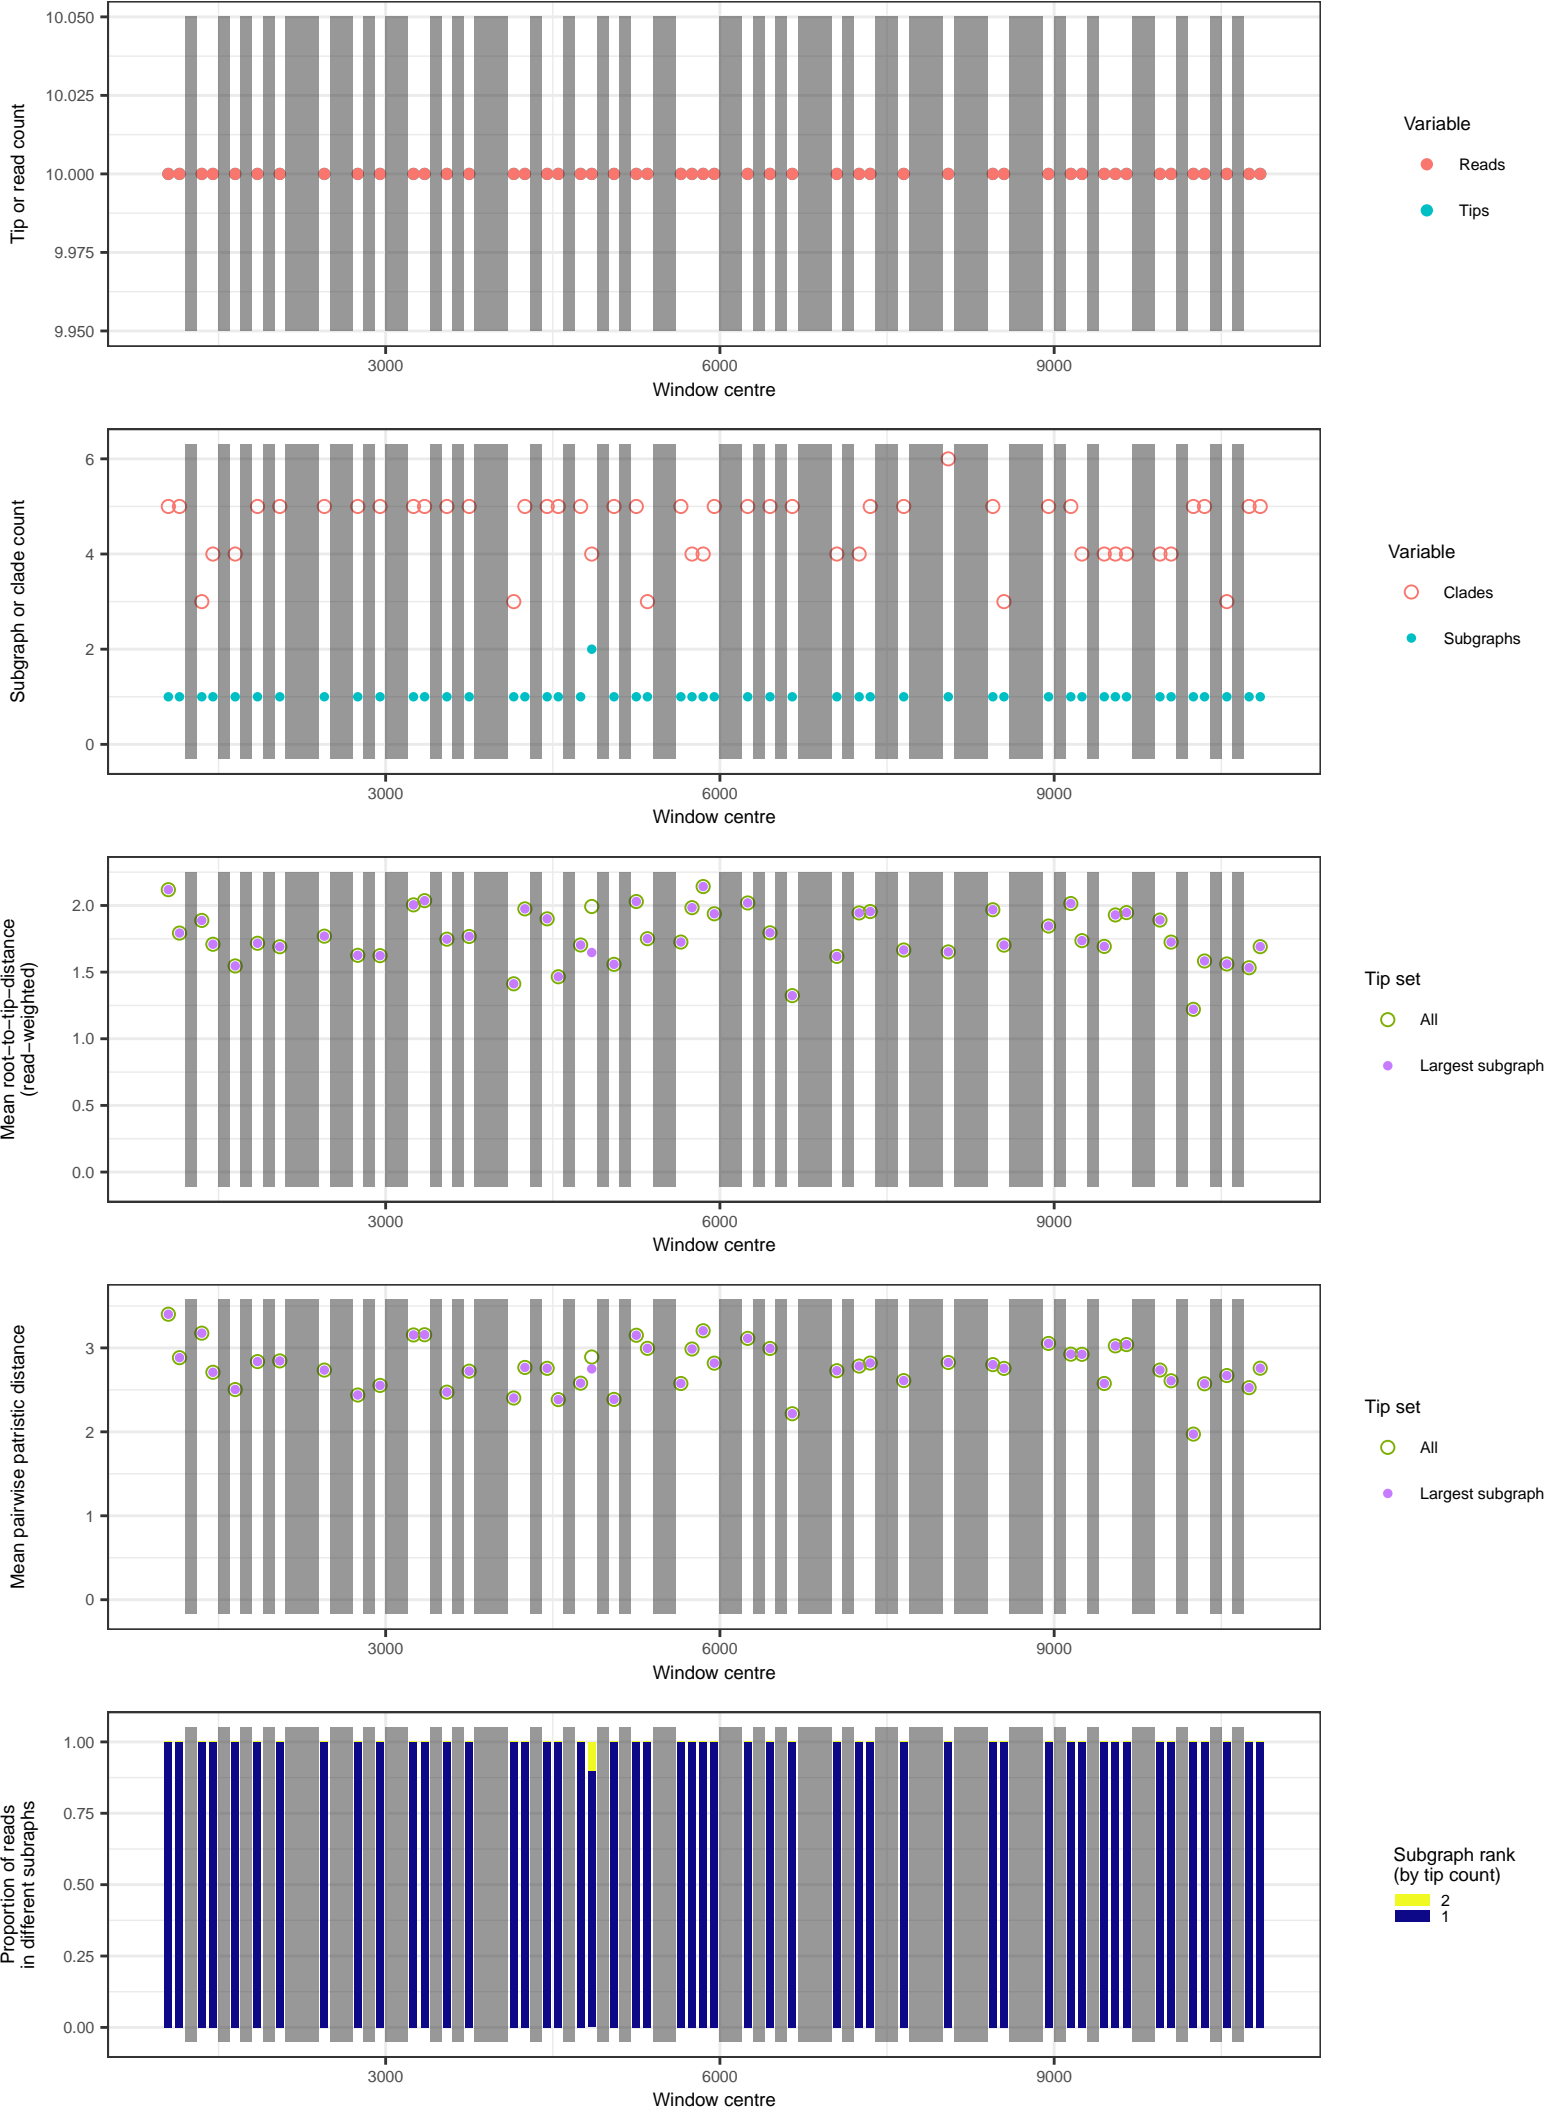 10.050
10.025
10.000
9.975
9.950
Tip or read count
3000 6000 9000
Window centre
Variable
Reads
Tips
6
4
2
0
Subgraph or clade count
3000 6000 9000
Window centre
Variable
Clades
Subgraphs
2.0
1.5
1.0
0.5
0.0
Mean root−to−tip−distance
(read−weighted)
3000 6000 9000
Window centre
Tip set
All
Largest subgraph
3
2
1
0
Mean pairwise patristic distance
3000 6000 9000
Window centre
Tip set
All
Largest subgraph
1.00
0.75
0.50
0.25
0.00
Proportion of reads
in different subraphs
3000 6000 9000
Window centre
Subgraph rank
(by tip count)
2
1